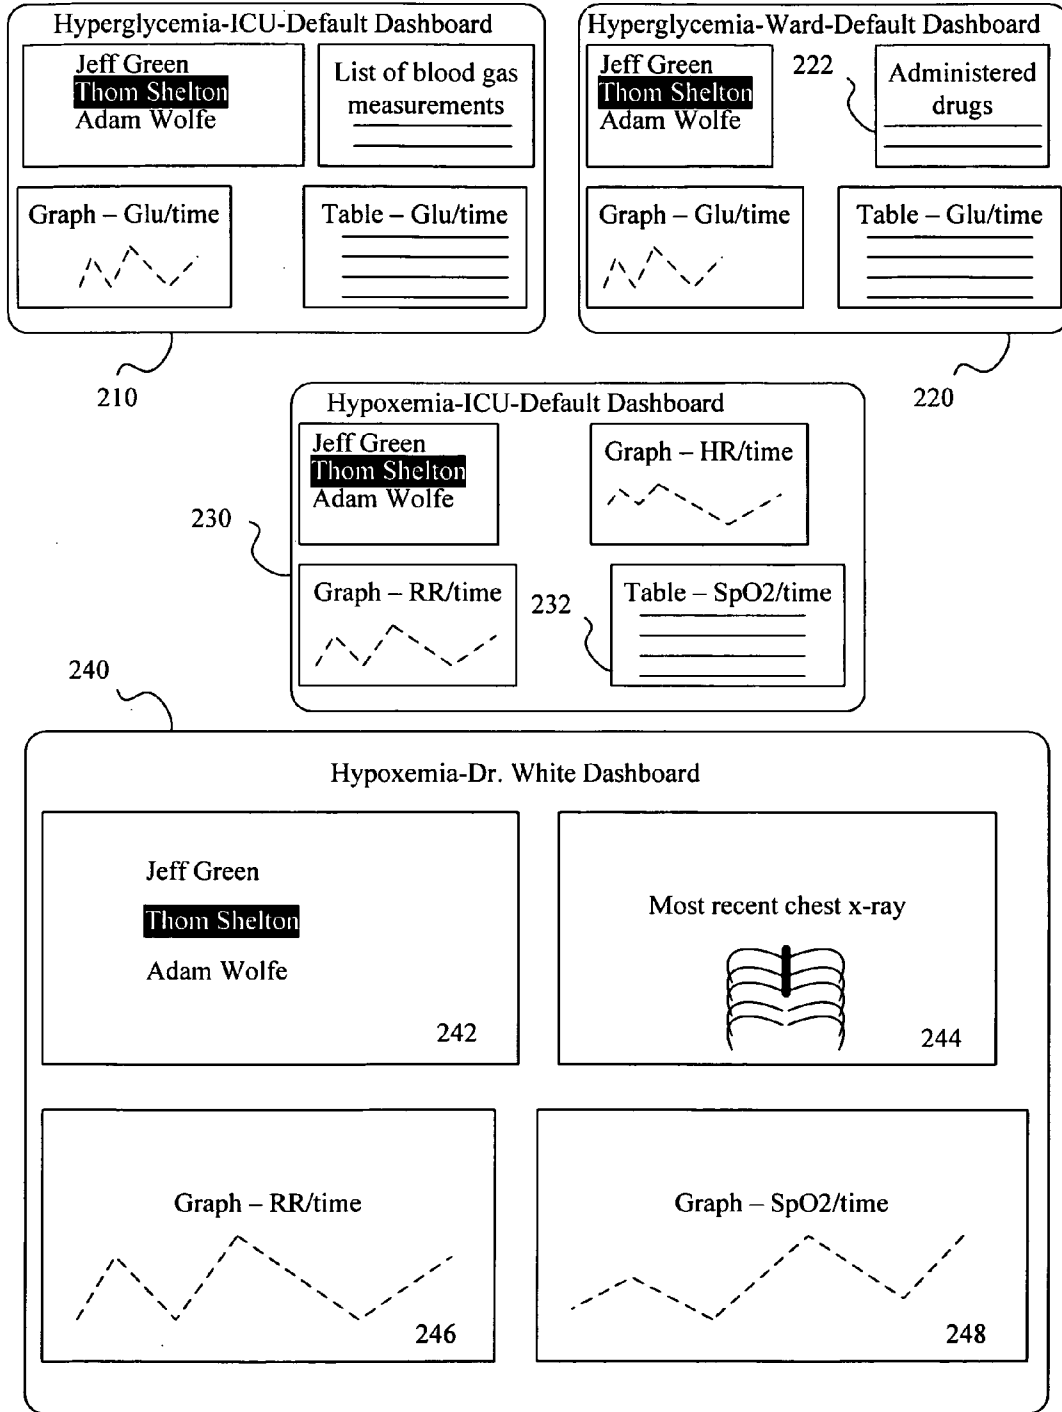 Hyperglycemia-ICU-Default Dashboard
Jeff Green
Thom Shelton
Adam Wolfe
List of blood gas
measurements
Graph – Glu/time
Table – Glu/time
210
Hyperglycemia-Ward-Default Dashboard
Jeff Green
Thom Shelton
Adam Wolfe
222
Administered
drugs
Graph – Glu/time
Table – Glu/time
220
Hypoxemia-ICU-Default Dashboard
Jeff Green
Thom Shelton
Adam Wolfe
Graph – HR/time
230
Graph – RR/time
232
Table – SpO2/time
240
Hypoxemia-Dr. White Dashboard
Jeff Green
Thom Shelton
Adam Wolfe
242
Most recent chest x-ray
244
Graph – RR/time
246
Graph – SpO2/time
248